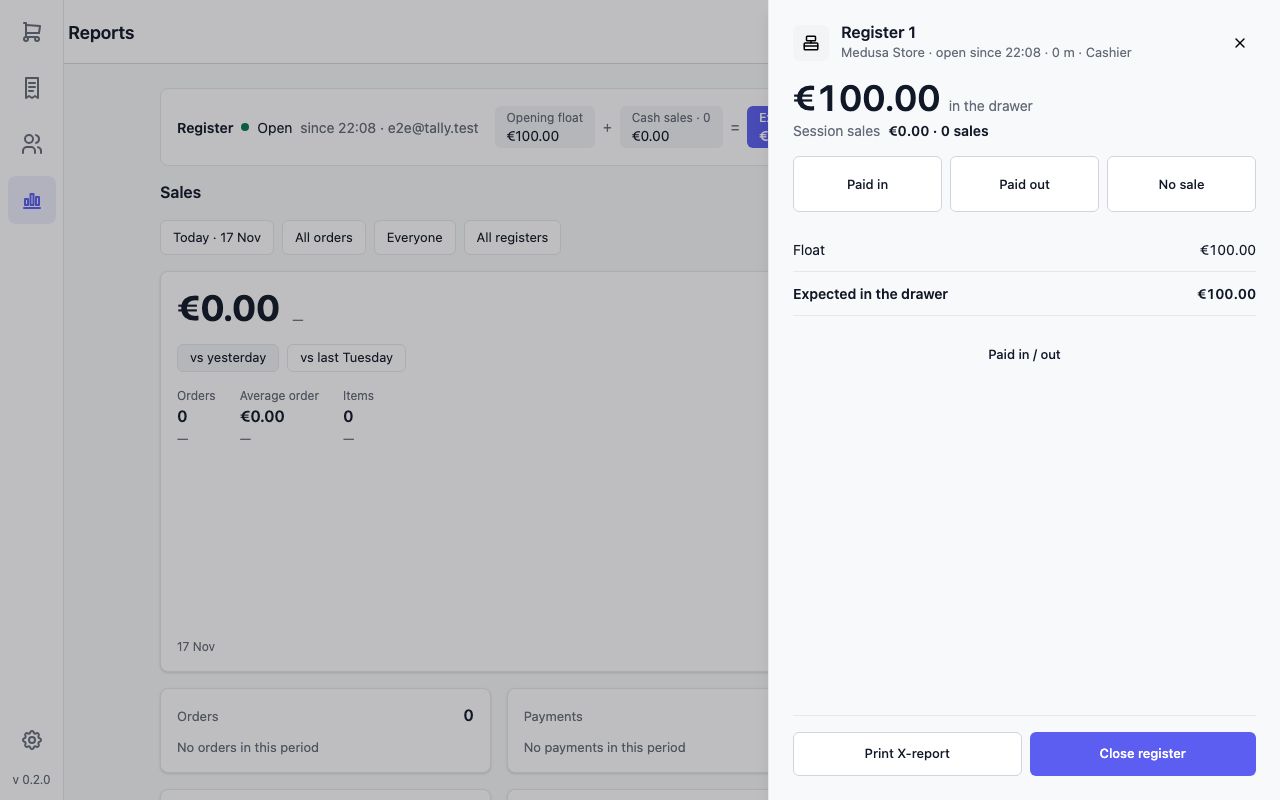 Reports
Register Open since 22:08 · e2e@tally.test
Opening float
€100.00
+
Cash sales · 0
€0.00
=
Sales
Today · 17 Nov
All orders
Everyone
All registers
€0.00 —
vs yesterday
vs last Tuesday
Orders
0
—
Average order
€0.00
—
Items
0
—
17 Nov
Orders 0
No orders in this period
Payments
No payments in this period
v 0.2.0
Register 1
Medusa Store · open since 22:08 · 0 m · Cashier
€100.00 in the drawer
Session sales €0.00 · 0 sales
Paid in
Paid out
No sale
Float €100.00
Expected in the drawer €100.00
Paid in / out
Print X-report
Close register